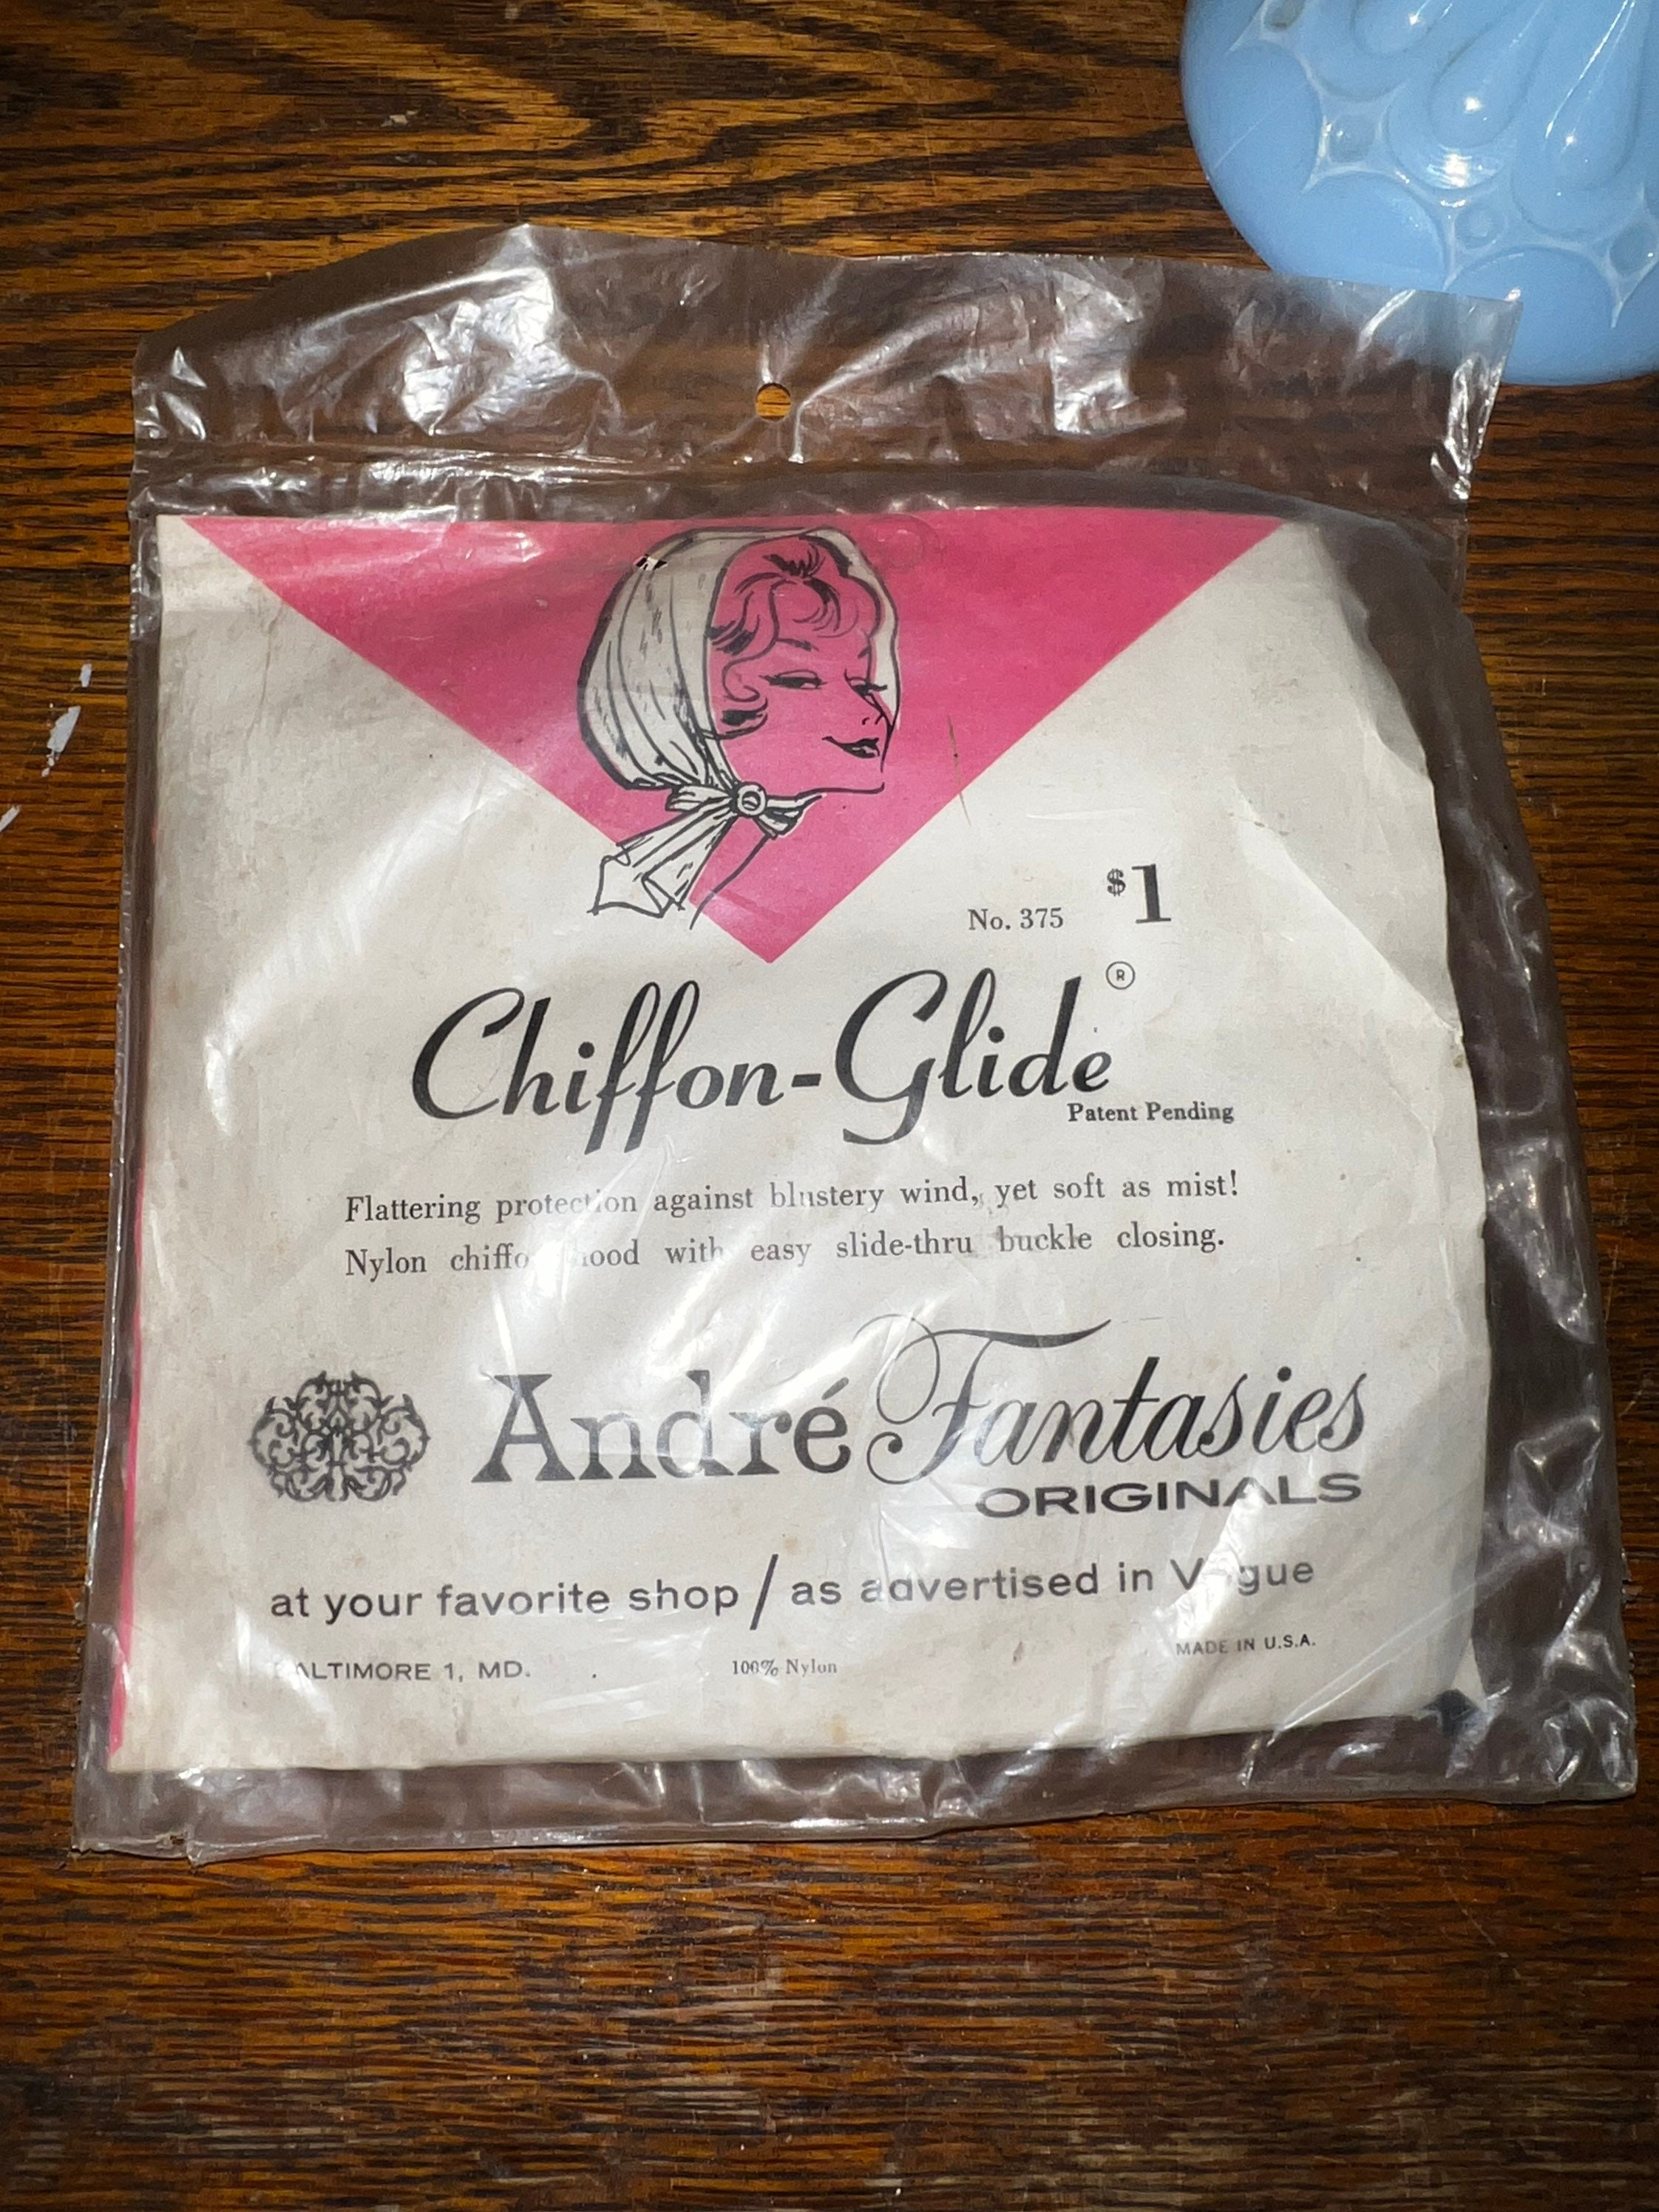 No. 375 $1
Chiffon-Glide ®
Patent Pending
Flattering protection against blustery wind, yet soft as mist!
Nylon chiffon hood with easy slide-thru buckle closing.
André Fantasies
ORIGINALS
at your favorite shop / as advertised in Vogue
MADE IN U.S.A.
BALTIMORE 1, MD. 100% Nylon